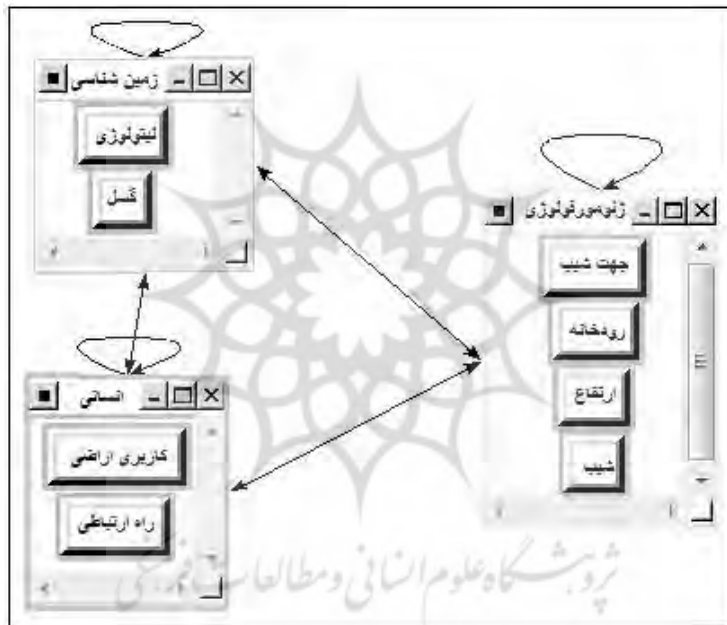 زمین شناسی
لیتولوژی
گسل
ژئومورفولوژی
جهت شیب
رودخانه
ارتفاع
شیب
انسانی
کاربری اراضی
راه ارتباطی
پژوهشگاه علوم انسانی و مطالعات فرهنگی